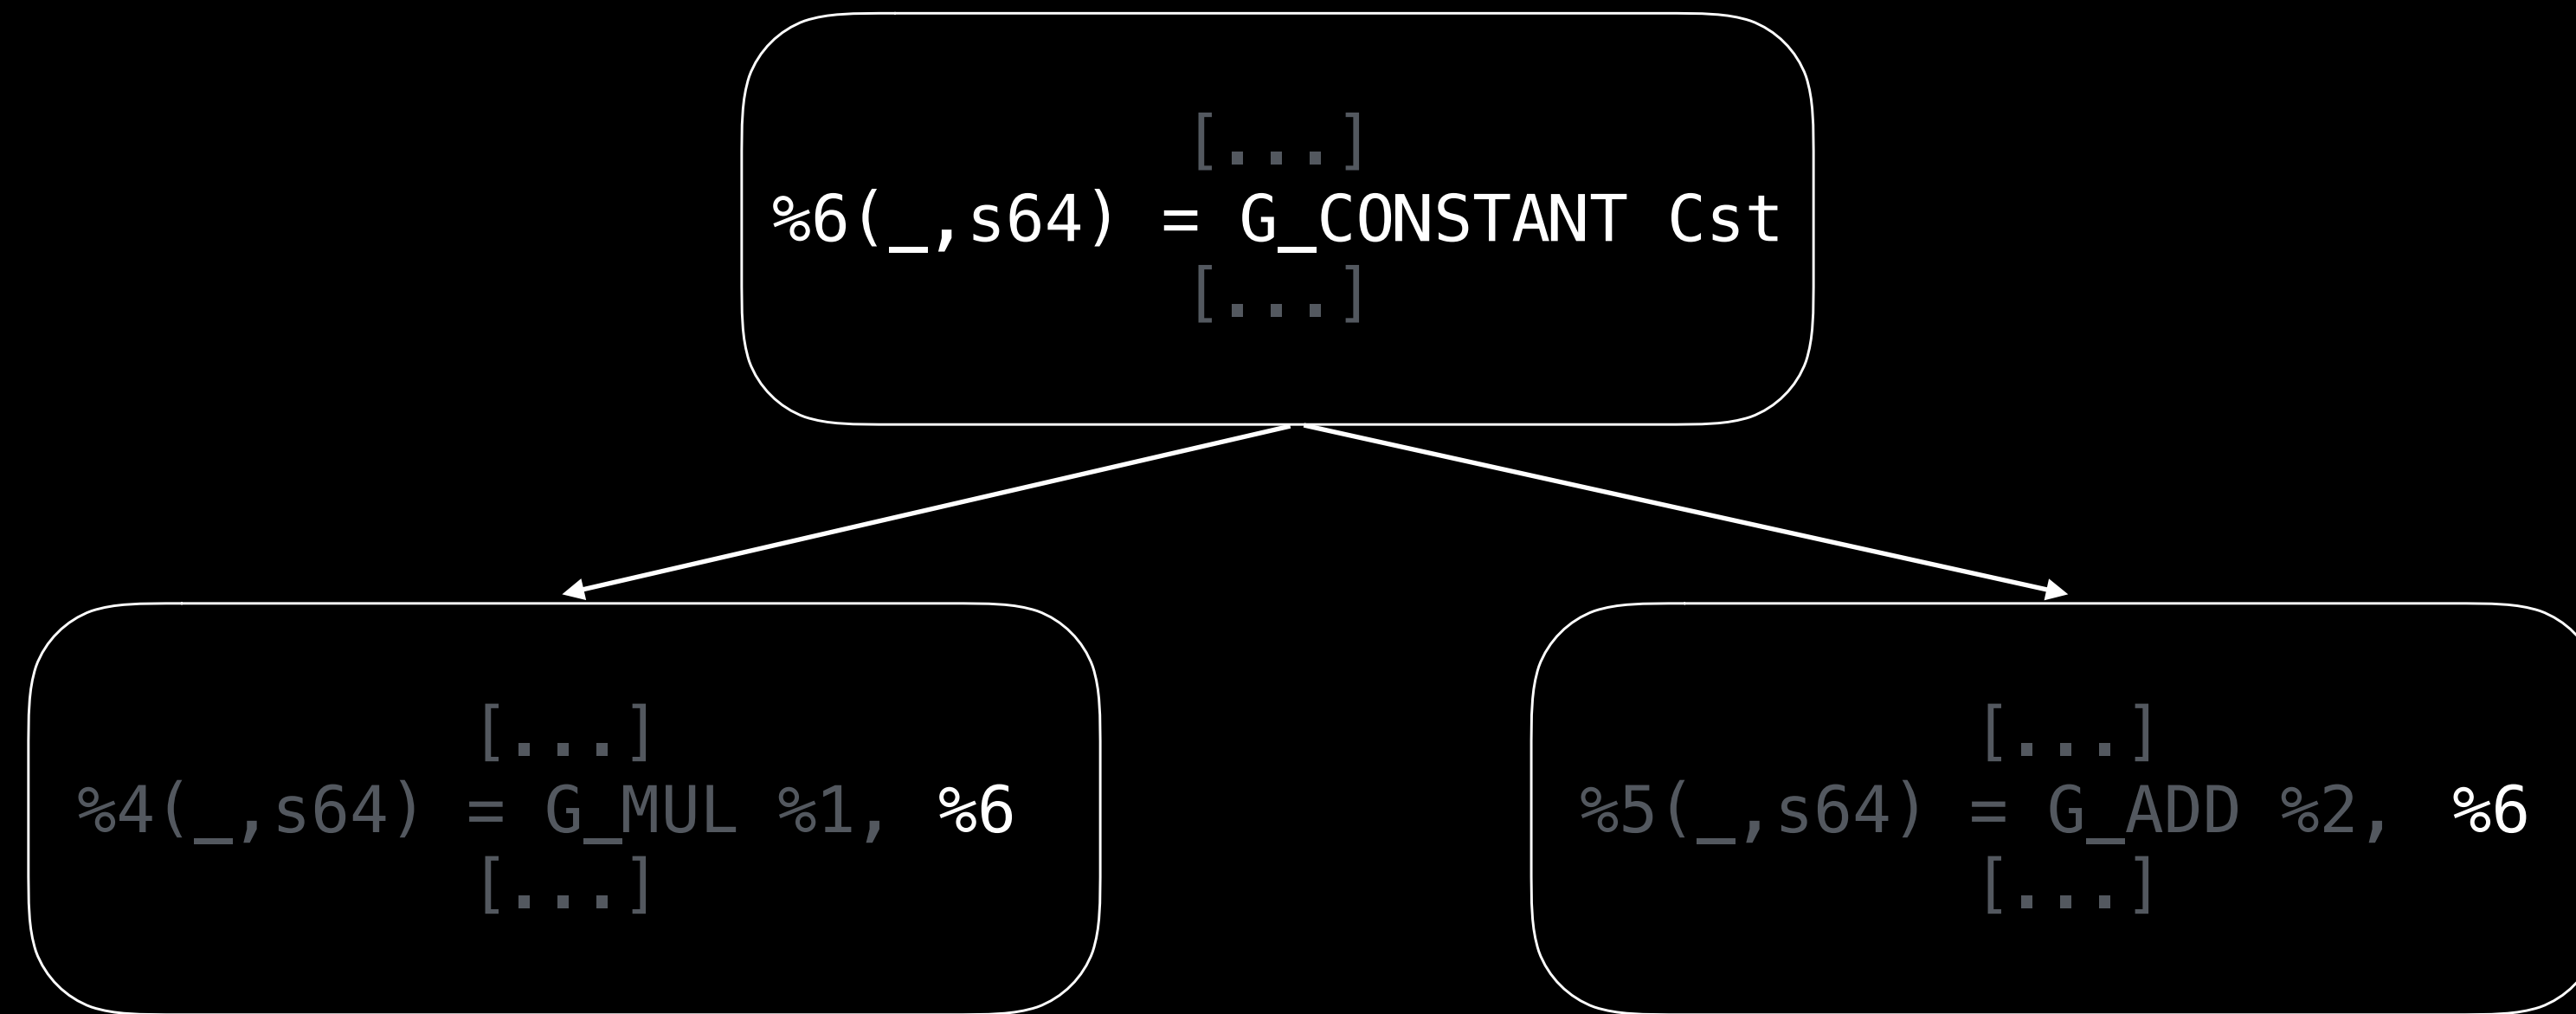 [...]
%6(_,s64) = G_CONSTANT Cst
[...]
[...]
%4(_,s64) = G_MUL %1, %6
[...]
[...]
%5(_,s64) = G_ADD %2, %6
[...]